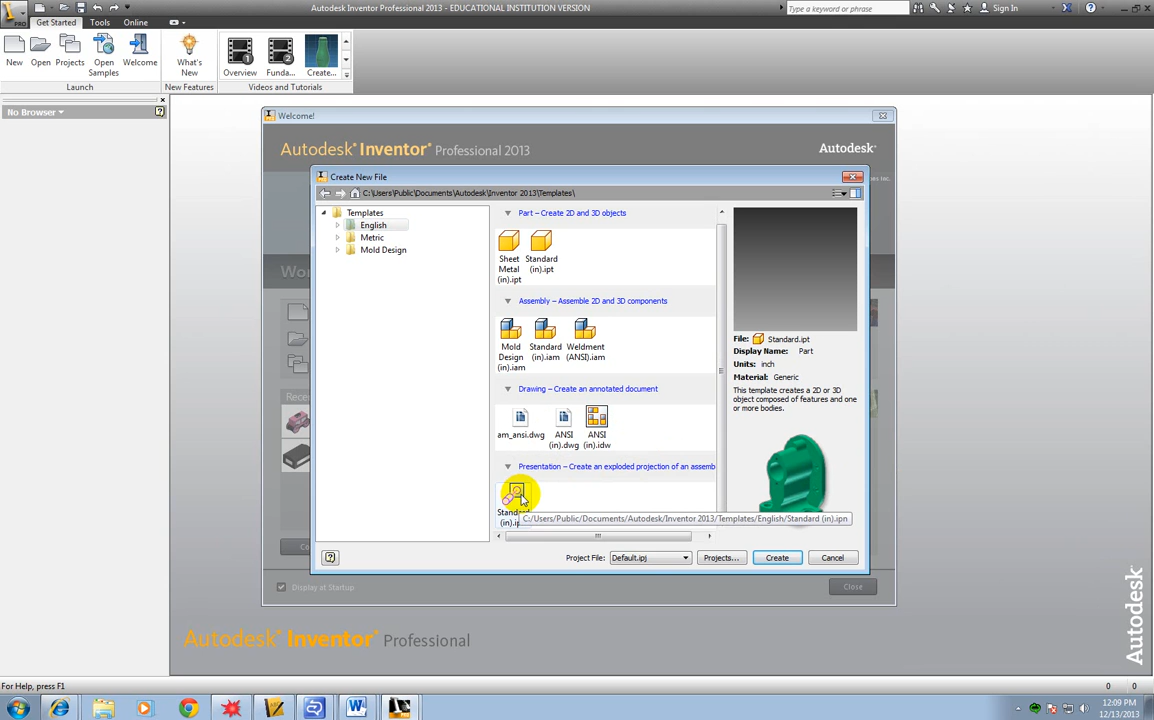 PRO
Autodesk Inventor Professional 2013 - EDUCATIONAL INSTITUTION VERSION
Type a keyword or phrase
Sign In
Get Started
Tools
Online
New
Open
Projects
Open Samples
Welcome
What's New
Overview
Funda...
Create...
Launch
New Features
Videos and Tutorials
No Browser
Welcome!
Autodesk® Inventor® Professional 2013
Autodesk®
Create New File
C:\Users\Public\Documents\Autodesk\Inventor 2013\Templates\
Templates
English
Metric
Mold Design
Part – Create 2D and 3D objects
Sheet Metal (in).ipt
Standard (in).ipt
Assembly – Assemble 2D and 3D components
Mold Design (in).iam
Standard (in).iam
Weldment (ANSI).iam
Drawing – Create an annotated document
am_ansi.dwg
ANSI (in).dwg
ANSI (in).idw
Presentation – Create an exploded projection of an assemb
C:/Users/Public/Documents/Autodesk/Inventor 2013/Templates/English/Standard (in).ipn
File: Standard.ipt
Display Name: Part
Units: inch
Material: Generic
This template creates a 2D or 3D
object composed of features and one
or more bodies.
Project File: Default.ipj
Projects...
Create
Cancel
Display at Startup
Close
Autodesk® Inventor® Professional
Autodesk®
For Help, press F1
0 0
12:09 PM
12/13/2013